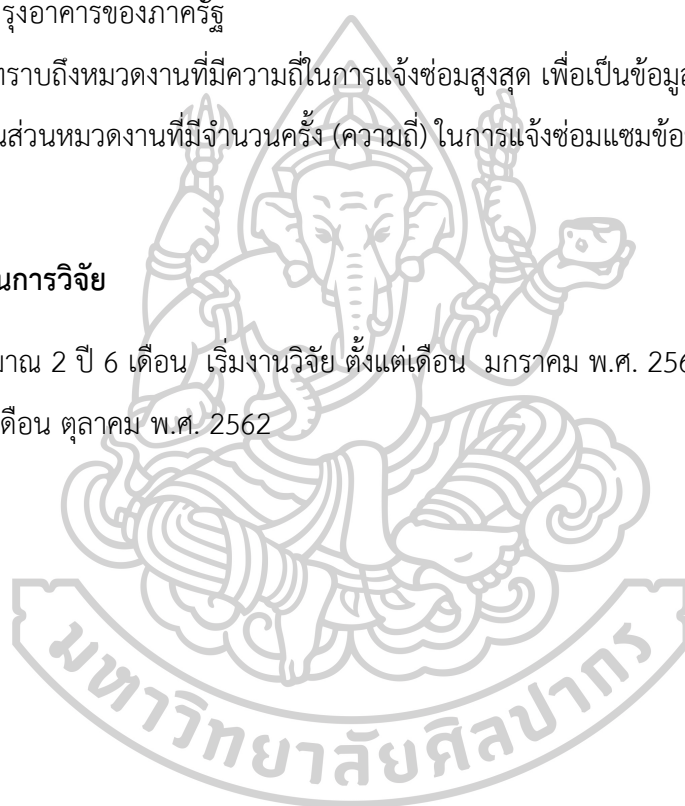 รุงอาคารของภาครัฐ
ทราบถึงหมวดงานที่มีความถี่ในการแจ้งซ่อมสูงสุด เพื่อเป็นข้อมูล
นส่วนหมวดงานที่มีจำนวนครั้ง (ความถี่) ในการแจ้งซ่อมแซมข้อ
นการวิจัย
มาณ 2 ปี 6 เดือน เริ่มงานวิจัย ตั้งแต่เดือน มกราคม พ.ศ. 256
เดือน ตุลาคม พ.ศ. 2562
มหาวิทยาลัยศิลปากร